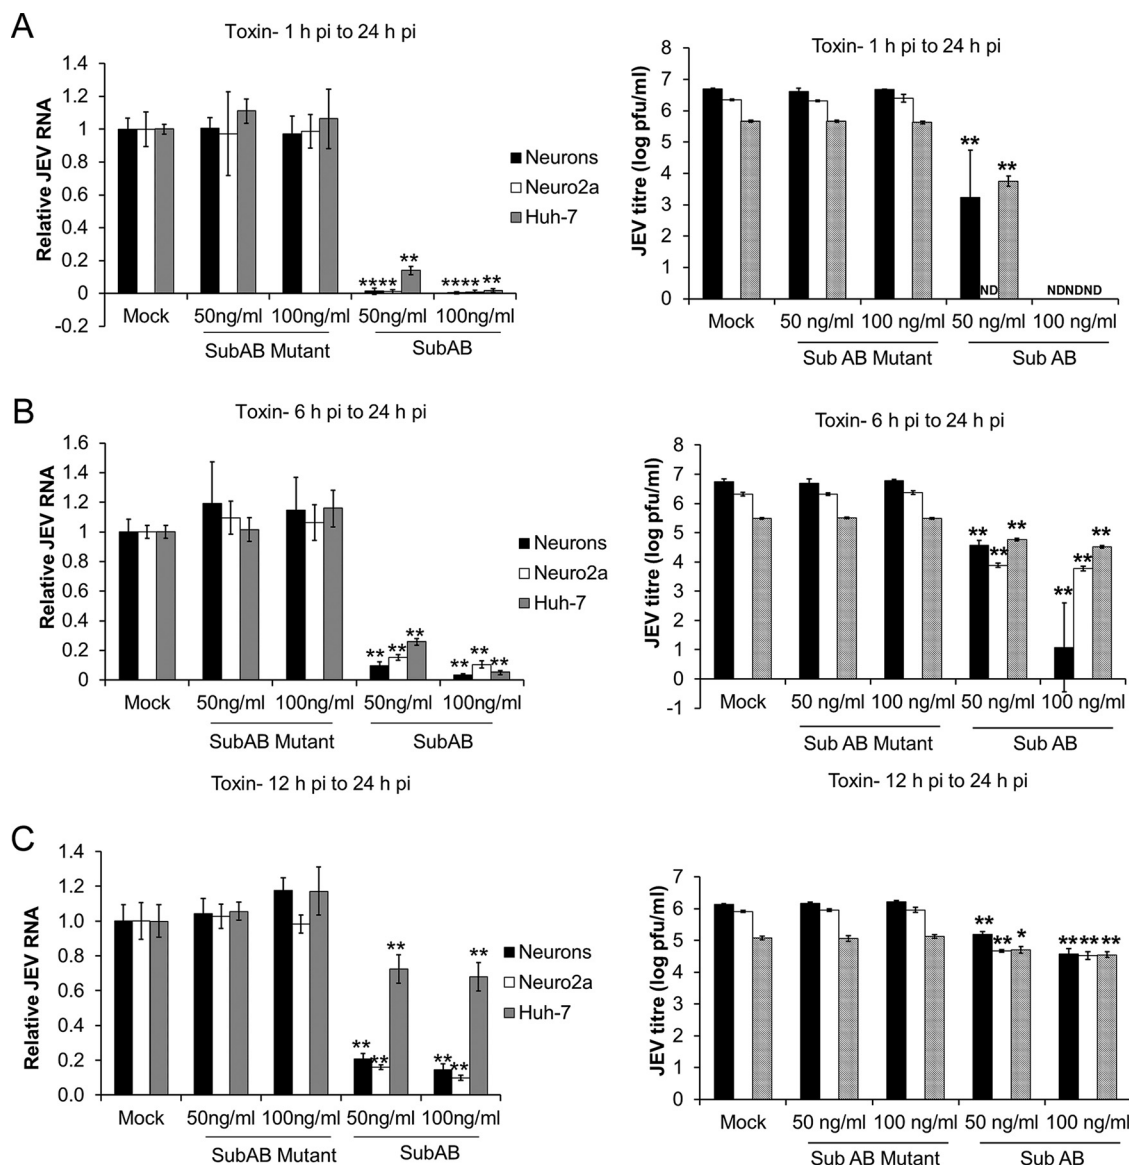 A
Toxin- 1 h pi to 24 h pi
Relative JEV RNA
1.4
1.2
1
0.8
0.6
0.4
0.2
0
-0.2
**** **
**** **
Neurons
Neuro2a
Huh-7
Mock 50ng/ml 100ng/ml 50ng/ml 100ng/ml
SubAB Mutant SubAB
Toxin- 1 h pi to 24 h pi
JEV titre (log pfu/ml)
8
7
6
5
4
3
2
1
0
** ND **
NDNDND
Mock 50 ng/ml 100 ng/ml 50 ng/ml 100 ng/ml
Sub AB Mutant Sub AB
B
Toxin- 6 h pi to 24 h pi
Relative JEV RNA
1.6
1.4
1.2
1
0.8
0.6
0.4
0.2
0
** ** **
** ** **
Neurons
Neuro2a
Huh-7
Mock 50ng/ml 100ng/ml 50ng/ml 100ng/ml
SubAB Mutant SubAB
Toxin- 6 h pi to 24 h pi
JEV titre (log pfu/ml)
8
7
6
5
4
3
2
1
0
-1
** ** **
** ** **
Mock 50 ng/ml 100 ng/ml 50 ng/ml 100 ng/ml
Sub AB Mutant Sub AB
C
Toxin- 12 h pi to 24 h pi
Relative JEV RNA
1.4
1.2
1.0
0.8
0.6
0.4
0.2
0.0
** ** **
** ** **
Neurons
Neuro2a
Huh-7
Mock 50ng/ml 100ng/ml 50ng/ml 100ng/ml
SubAB Mutant SubAB
Toxin- 12 h pi to 24 h pi
JEV titre (log pfu/ml)
8
7
6
5
4
3
2
1
0
** ** *
**** **
Mock 50 ng/ml 100 ng/ml 50 ng/ml 100 ng/ml
Sub AB Mutant Sub AB